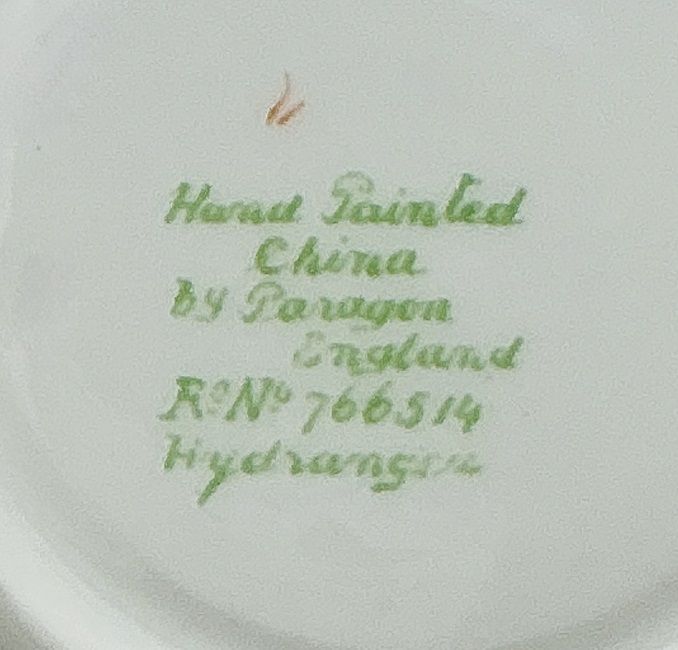 Hand Painted
China
by Paragon
England
Rᵈ Nº 766514
Hydrangea